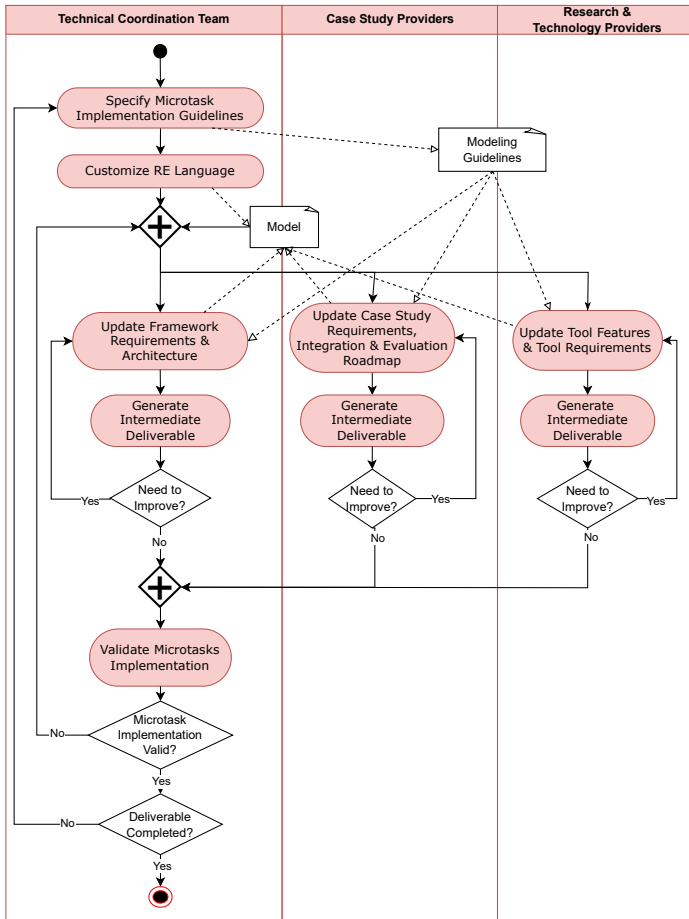 Technical Coordination Team
Case Study Providers
Research &
Technology Providers
Specify Microtask
Implementation Guidelines
Modeling
Guidelines
Customize RE Language
Model
Update Framework
Requirements &
Architecture
Update Case Study
Requirements,
Integration & Evaluation
Roadmap
Update Tool Features
& Tool Requirements
Generate
Intermediate
Deliverable
Generate
Intermediate
Deliverable
Generate
Intermediate
Deliverable
Yes
Need to
Improve?
Need to
Improve?
Yes
Need to
Improve?
Yes
No
No
No
Validate Microtasks
Implementation
No
Microtask
Implementation
Valid?
Yes
No
Deliverable
Completed?
Yes